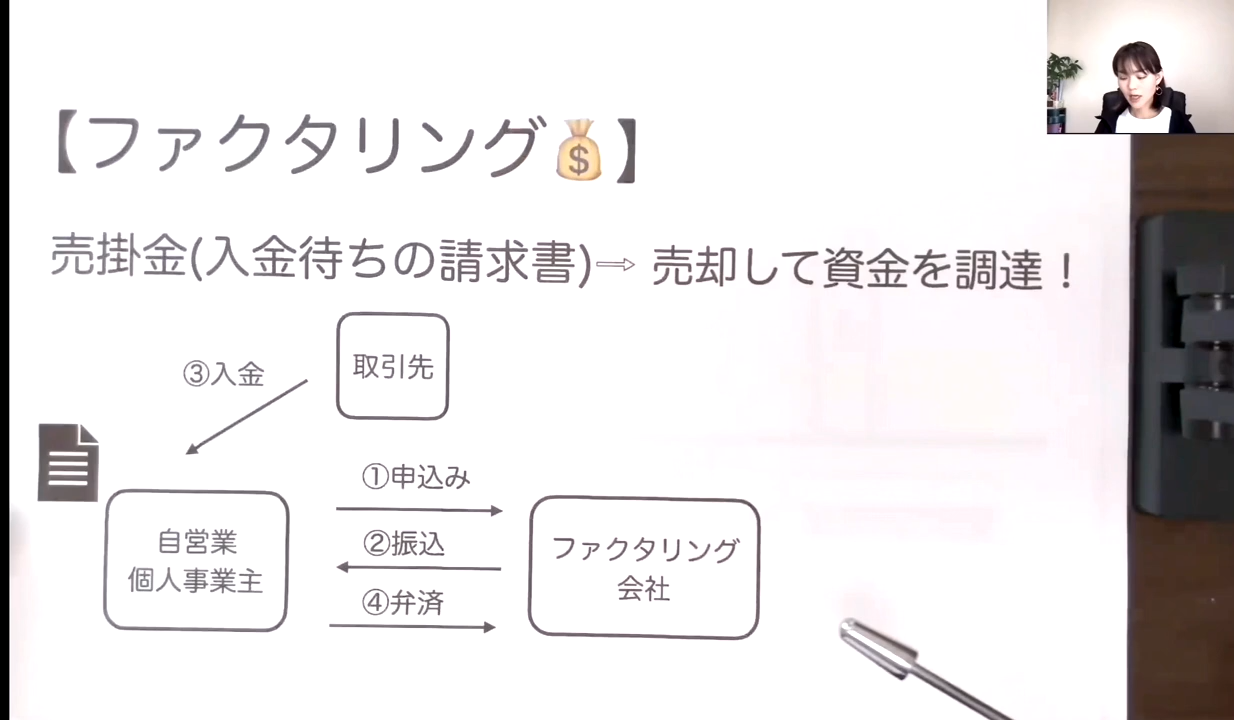 【ファクタリング💰】
売掛金(入金待ちの請求書)⇨ 売却して資金を調達！
取引先
③入金
①申込み
自営業
個人事業主
②振込
ファクタリング
会社
④弁済